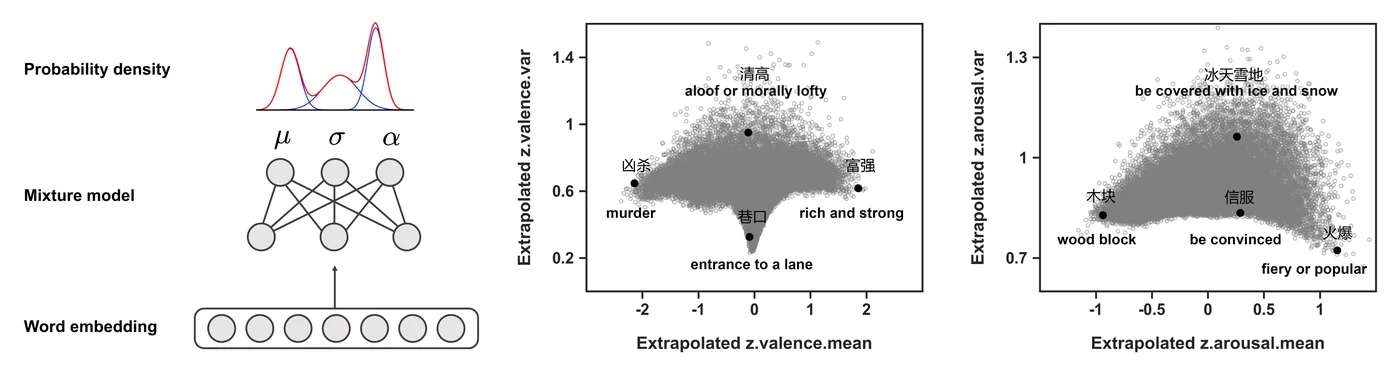 Probability density
μ σ α
Mixture model
Word embedding
Extrapolated z.valence.var
1.4
1
0.6
0.2
清高
aloof or morally lofty
凶杀
murder
富强
rich and strong
巷口
entrance to a lane
-2 -1 0 1 2
Extrapolated z.valence.mean
Extrapolated z.arousal.var
1.3
1
0.7
冰天雪地
be covered with ice and snow
木块
wood block
信服
be convinced
火爆
fiery or popular
-1 -0.5 0 0.5 1
Extrapolated z.arousal.mean